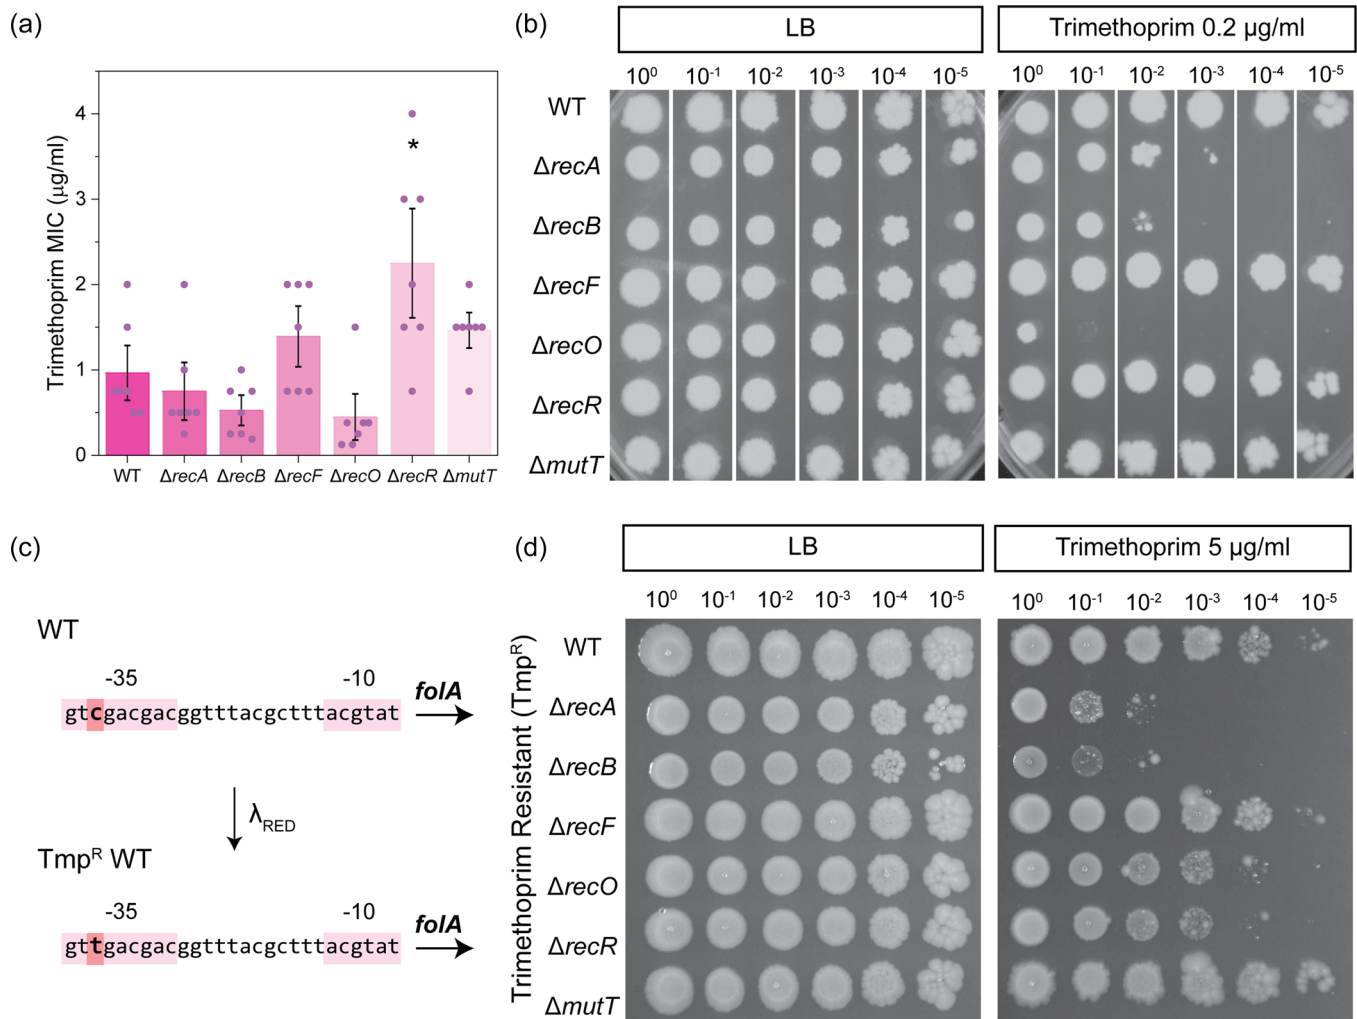 (a)
Trimethoprim MIC (μg/ml)
4
3
2
1
0
*
WT ΔrecA ΔrecB ΔrecF ΔrecO ΔrecR ΔmutT
(b)
LB
Trimethoprim 0.2 μg/ml
10⁰ 10⁻¹ 10⁻² 10⁻³ 10⁻⁴ 10⁻⁵
10⁰ 10⁻¹ 10⁻² 10⁻³ 10⁻⁴ 10⁻⁵
WT
ΔrecA
ΔrecB
ΔrecF
ΔrecO
ΔrecR
ΔmutT
(c)
WT
-35 -10
gtcgacgacggtttacgctttacgtat folA
λRED
Tmpᴿ WT
-35 -10
gttgacgacggtttacgctttacgtat folA
(d)
LB
Trimethoprim 5 μg/ml
10⁰ 10⁻¹ 10⁻² 10⁻³ 10⁻⁴ 10⁻⁵
10⁰ 10⁻¹ 10⁻² 10⁻³ 10⁻⁴ 10⁻⁵
Trimethoprim Resistant (Tmpᴿ)
WT
ΔrecA
ΔrecB
ΔrecF
ΔrecO
ΔrecR
ΔmutT